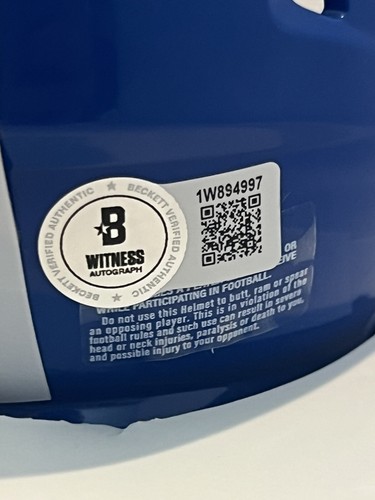 BECKETT VERIFIED AUTHENTIC ★ BECKETT VERIFIED AUTHENTIC ★
B
WITNESS
AUTOGRAPH
1W894997
OR
WHILE PARTICIPATING IN FOOTBALL.
Do not use this Helmet to butt, ram or spear
an opposing player. This is in violation of the
football rules and such use can result in severe
head or neck injuries, paralysis or death to you,
and possible injury to your opponent.